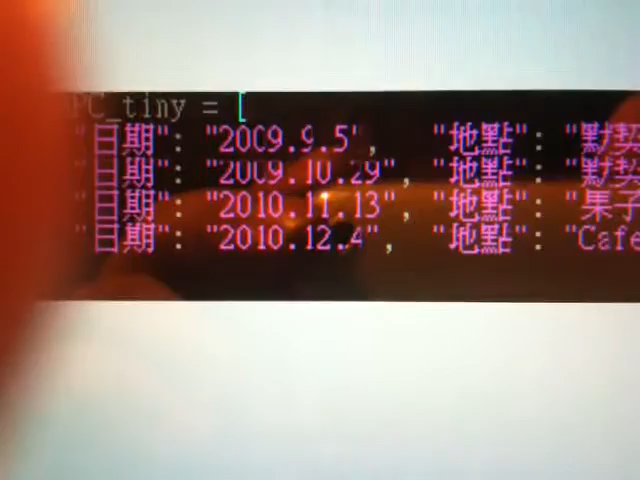 PC_tiny = [
"日期": "2009.9.5", "地點": "默契
"日期": "2009.10.29", "地點": "默契
"日期": "2010.11.13", "地點": "果子
"日期": "2010.12.4", "地點": "Cafe